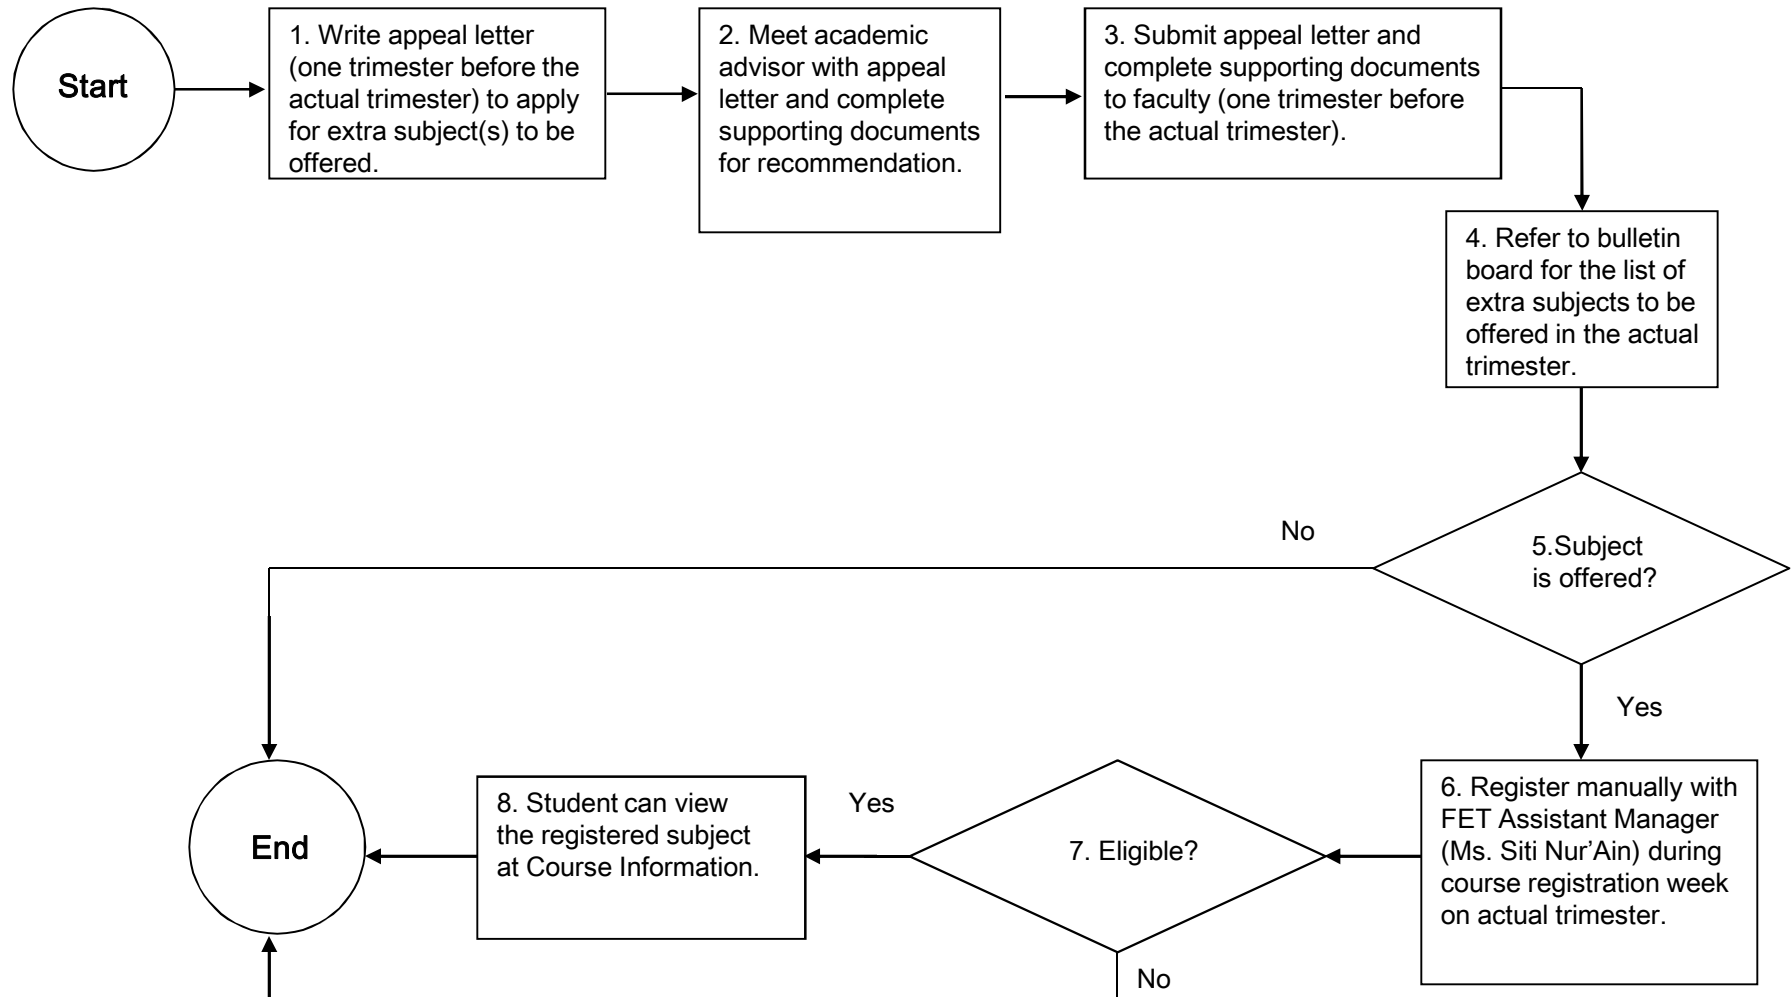 Start
1. Write appeal letter
(one trimester before the
actual trimester) to apply
for extra subject(s) to be
offered.
2. Meet academic
advisor with appeal
letter and complete
supporting documents
for recommendation.
3. Submit appeal letter and
complete supporting documents
to faculty (one trimester before
the actual trimester).
4. Refer to bulletin
board for the list of
extra subjects to be
offered in the actual
trimester.
5.Subject
is offered?
No
Yes
6. Register manually with
FET Assistant Manager
(Ms. Siti Nur’Ain) during
course registration week
on actual trimester.
7. Eligible?
Yes
No
8. Student can view
the registered subject
at Course Information.
End